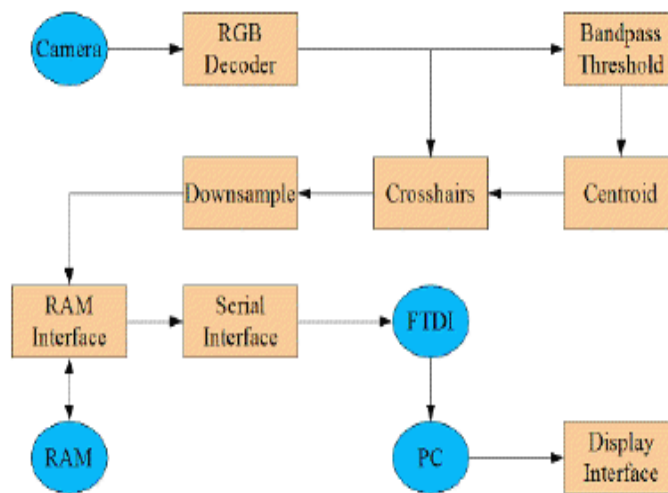 Camera
RGB
Decoder
Bandpass
Threshold
Downsample
Crosshairs
Centroid
RAM
Interface
Serial
Interface
FTDI
RAM
PC
Display
Interface